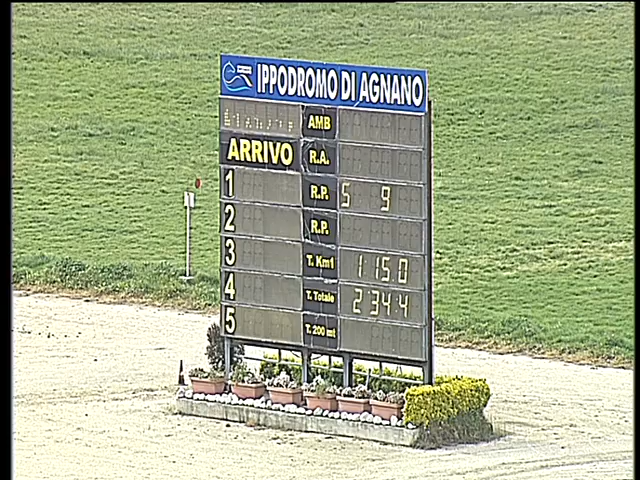 IPPODROMO DI AGNANO
AMB
ARRIVO R.A.
1 R.P. 5 9
2 R.P.
3 T. Km1 1 15.0
4 T. Totale 2 34.4
5 T. 200 mt